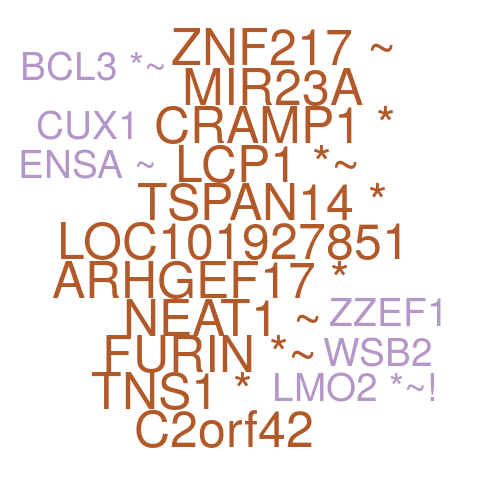 ZNF217 ~
BCL3 *~
MIR23A
CUX1
CRAMP1 *
ENSA ~
LCP1 *~
TSPAN14 *
LOC101927851
ARHGEF17 *
NEAT1 ~
ZZEF1
FURIN *~
WSB2
TNS1 *
LMO2 *~!
C2orf42